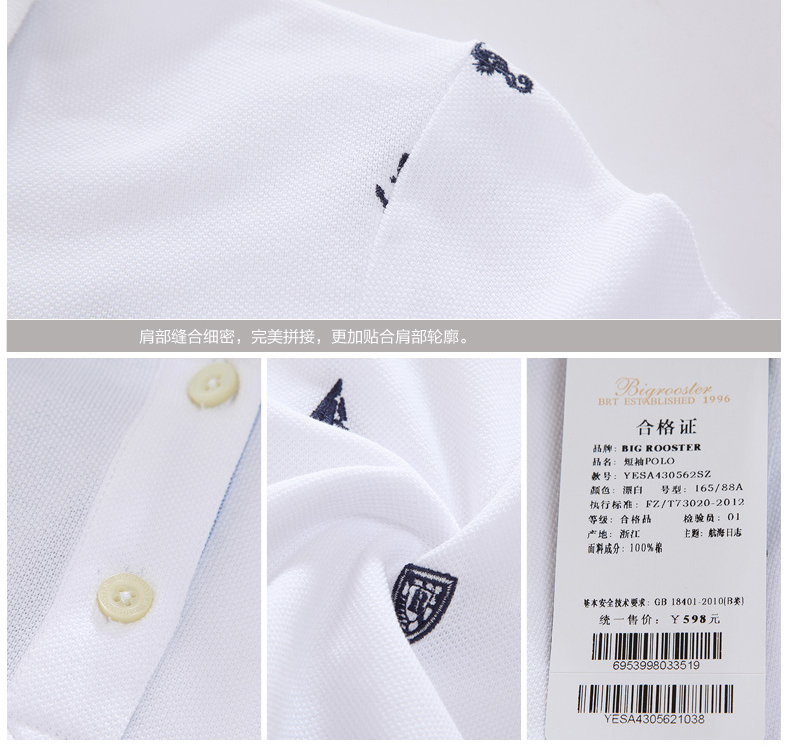 肩部缝合细密，完美拼接，更加贴合肩部轮廓。
Bigrooster
BRT ESTABLISHED 1996
合格证
品牌: BIG ROOSTER
品名: 短袖POLO
款号: YESA430562SZ
颜色: 漂白 号型: 165/88A
执行标准: FZ/T73020-2012
等级: 合格品 检验员: 01
产地: 浙江 主题: 航海日志
面料成分: 100%棉
基本安全技术要求: GB 18401-2010(B类)
统一售价: ￥598元
6953998033519
YESA4305621038